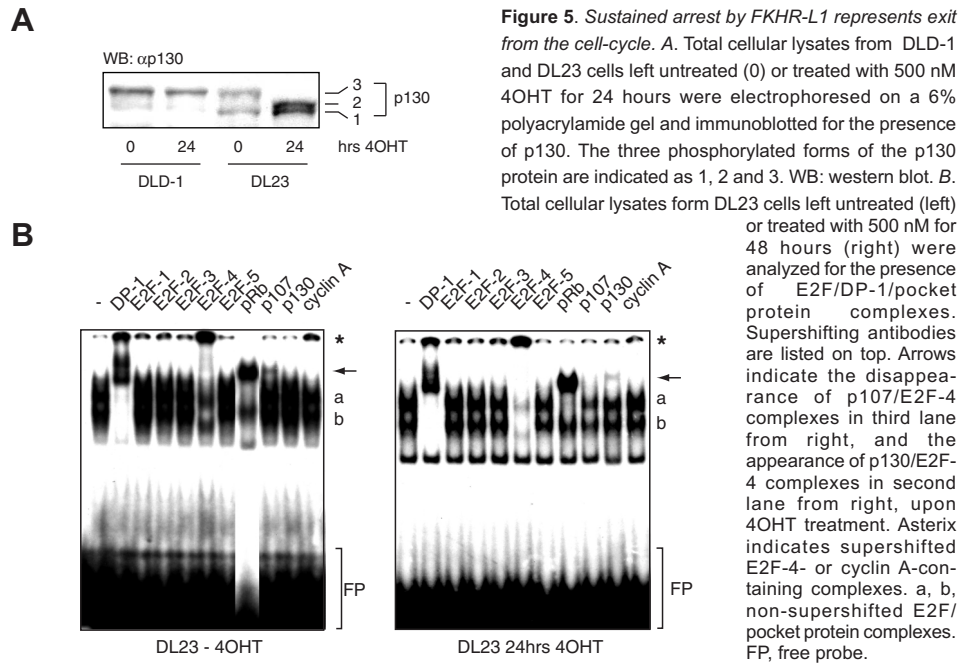 A
WB: αp130
3
2
1
p130
0
24
0
24
hrs 4OHT
DLD-1
DL23
Figure 5. Sustained arrest by FKHR-L1 represents exit
from the cell-cycle. A. Total cellular lysates from DLD-1
and DL23 cells left untreated (0) or treated with 500 nM
4OHT for 24 hours were electrophoresed on a 6%
polyacrylamide gel and immunoblotted for the presence
of p130. The three phosphorylated forms of the p130
protein are indicated as 1, 2 and 3. WB: western blot. B.
Total cellular lysates form DL23 cells left untreated (left)
or treated with 500 nM for
48 hours (right) were
analyzed for the presence
of E2F/DP-1/pocket
protein complexes.
Supershifting antibodies
are listed on top. Arrows
indicate the disappea-
rance of p107/E2F-4
complexes in third lane
from right, and the
appearance of p130/E2F-
4 complexes in second
lane from right, upon
4OHT treatment. Asterix
indicates supershifted
E2F-4- or cyclin A-con-
taining complexes. a, b,
non-supershifted E2F/
pocket protein complexes.
FP, free probe.
B
-
DP-1
E2F-1
E2F-2
E2F-3
E2F-4
E2F-5
pRb
p107
p130
cyclin A
*
a
b
FP
DL23 - 4OHT
-
DP-1
E2F-1
E2F-2
E2F-3
E2F-4
E2F-5
pRb
p107
p130
cyclin A
*
a
b
FP
DL23 24hrs 4OHT